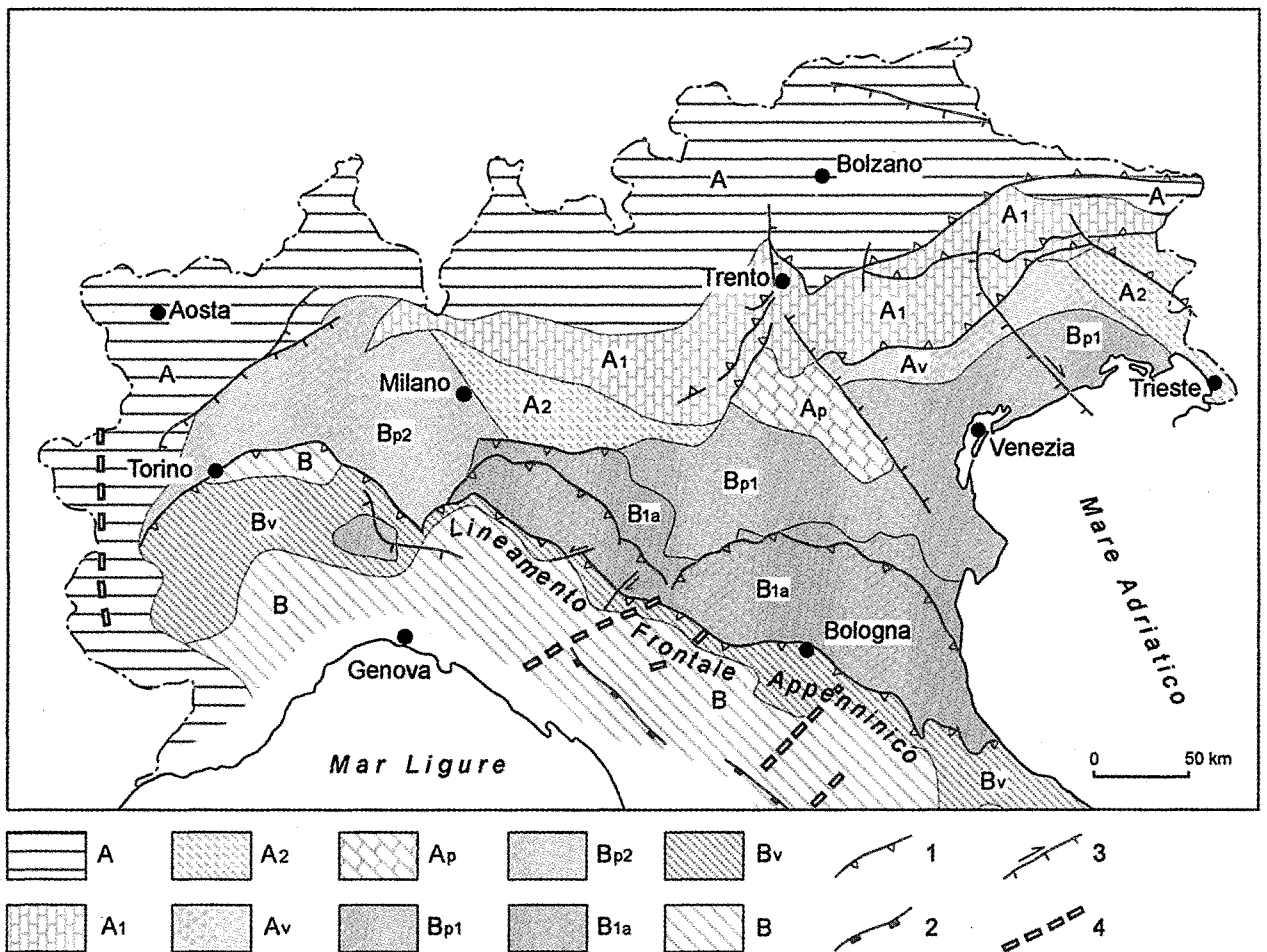 Bolzano
A
A
A1
Trento
Aosta
A1
A2
A
A1
Av
Bp1
Milano
A2
Ap
Trieste
Bp2
Venezia
Torino
B
Bp1
Bv
B1a
Lineamento Frontale Appenninico
B
B1a
Bologna
Genova
B
Mare Adriatico
Mar Ligure
Bv
0 50 km
A A2 Ap Bp2 Bv 1 3
A1 Av Bp1 B1a B 2 4